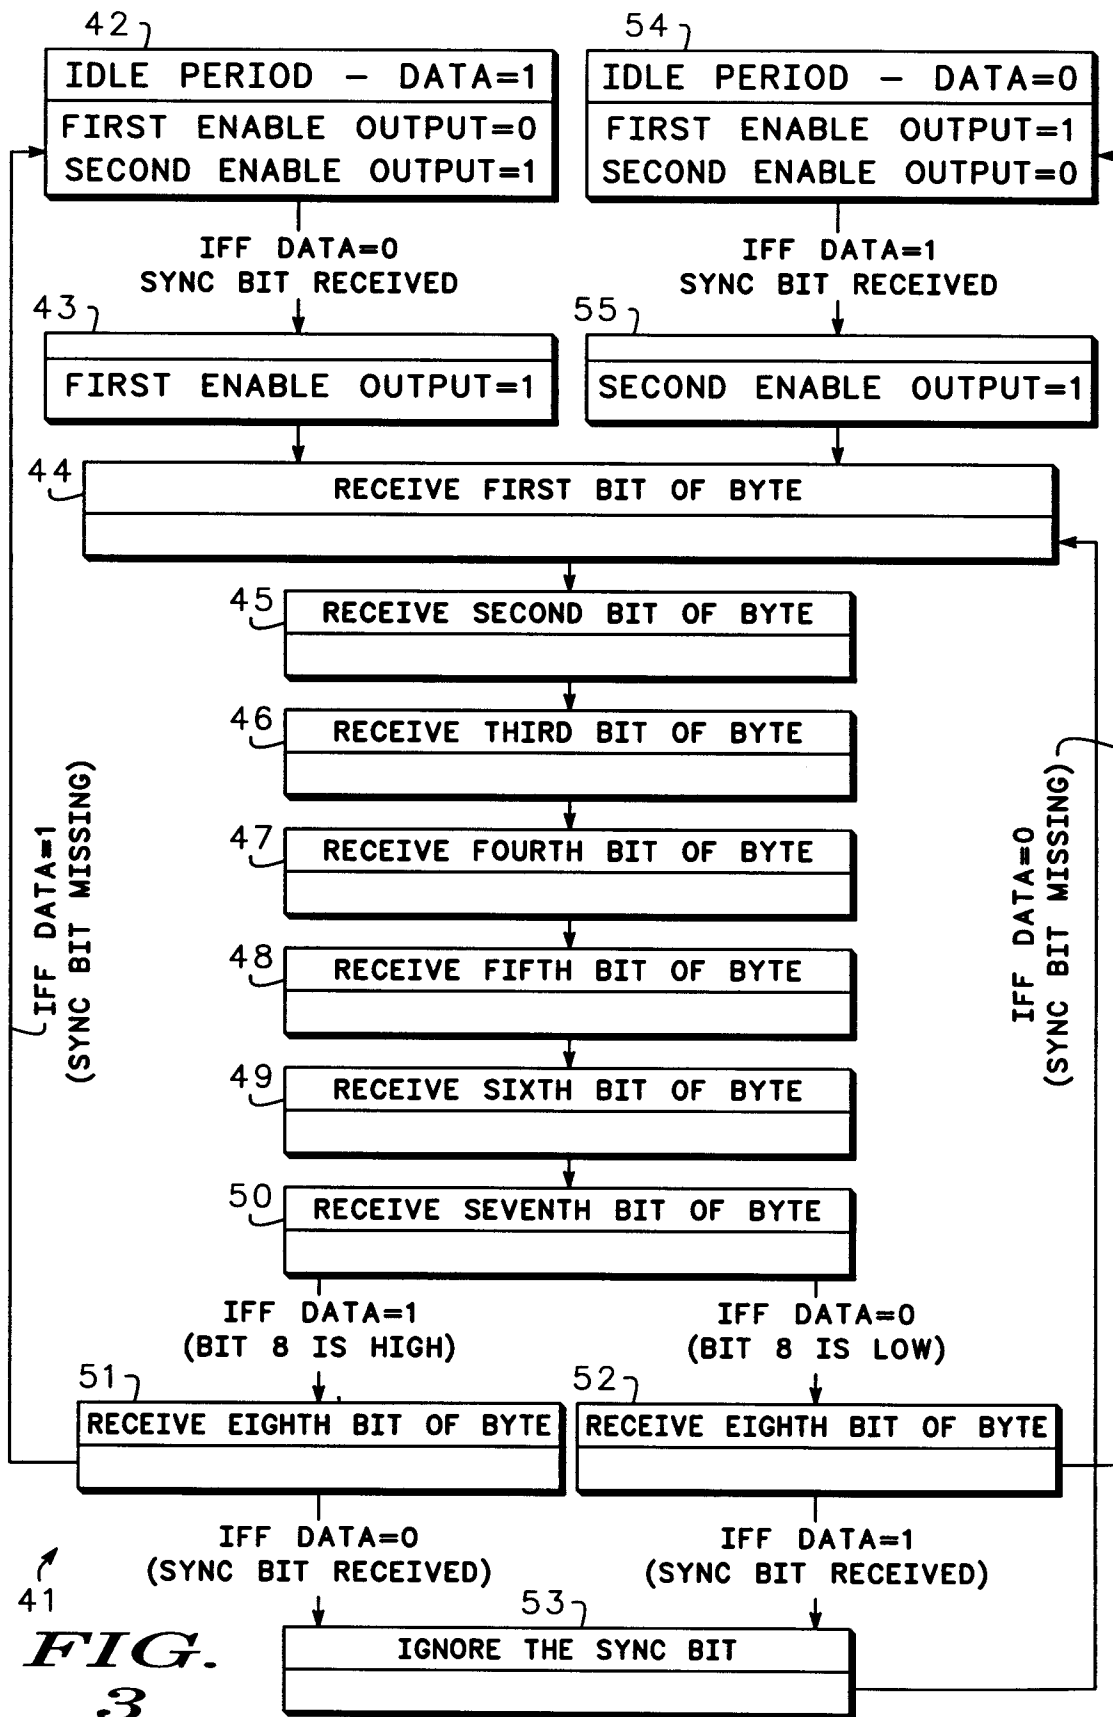 42
IDLE PERIOD – DATA=1
FIRST ENABLE OUTPUT=0
SECOND ENABLE OUTPUT=1
54
IDLE PERIOD – DATA=0
FIRST ENABLE OUTPUT=1
SECOND ENABLE OUTPUT=0
IFF DATA=0
SYNC BIT RECEIVED
IFF DATA=1
SYNC BIT RECEIVED
43
FIRST ENABLE OUTPUT=1
55
SECOND ENABLE OUTPUT=1
44
RECEIVE FIRST BIT OF BYTE
45
RECEIVE SECOND BIT OF BYTE
46
RECEIVE THIRD BIT OF BYTE
47
RECEIVE FOURTH BIT OF BYTE
48
RECEIVE FIFTH BIT OF BYTE
49
RECEIVE SIXTH BIT OF BYTE
50
RECEIVE SEVENTH BIT OF BYTE
IFF DATA=1
(SYNC BIT MISSING)
IFF DATA=0
(SYNC BIT MISSING)
IFF DATA=1
(BIT 8 IS HIGH)
IFF DATA=0
(BIT 8 IS LOW)
51
RECEIVE EIGHTH BIT OF BYTE
52
RECEIVE EIGHTH BIT OF BYTE
IFF DATA=0
(SYNC BIT RECEIVED)
IFF DATA=1
(SYNC BIT RECEIVED)
53
IGNORE THE SYNC BIT
41
FIG.
3